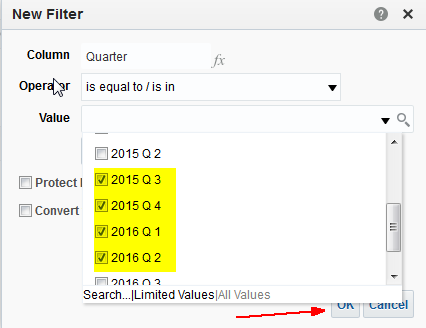 New Filter
Column Quarter fx
Operator is equal to / is in
Value
2015 Q 2
2015 Q 3
2015 Q 4
2016 Q 1
2016 Q 2
2016 Q 3
Protect
Convert
Search...|Limited Values|All Values
OK Cancel